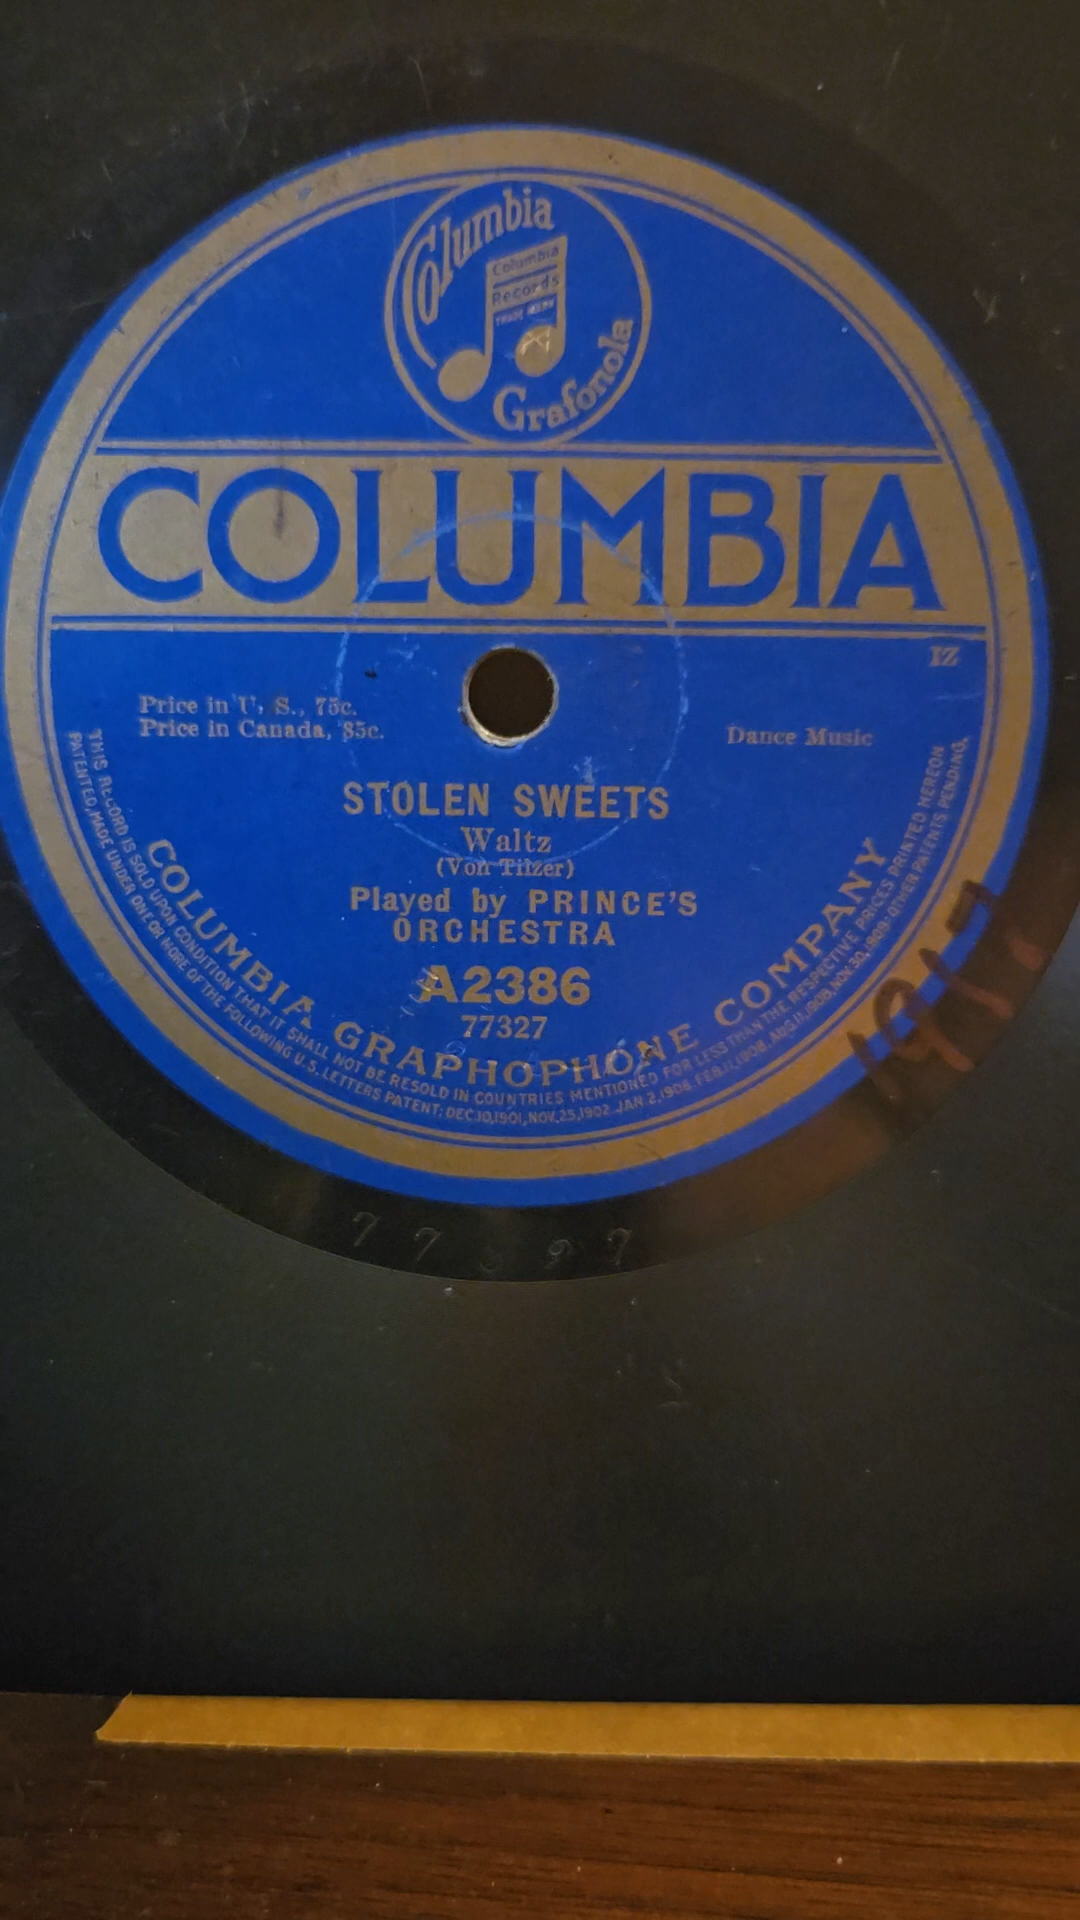 Columbia
Columbia
Records
TRADE MARK
Grafonola
COLUMBIA
IZ
Price in U. S., 75c.
Price in Canada, 85c.
Dance Music
STOLEN SWEETS
Waltz
(Von Tilzer)
Played by PRINCE'S
ORCHESTRA
A2386
77327
COLUMBIA GRAPHOPHONE COMPANY
THIS RECORD IS SOLD UPON CONDITION THAT IT SHALL NOT BE RESOLD IN COUNTRIES MENTIONED FOR LESS THAN THE RESPECTIVE PRICES PRINTED HEREON
PATENTED, MADE UNDER ONE OR MORE OF THE FOLLOWING U.S. LETTERS PATENT: DEC.10,1901, NOV.25,1902. JAN 2,1906. FEB.11,1908, AUG.11,1908, NOV.30,1909: OTHER PATENTS PENDING.